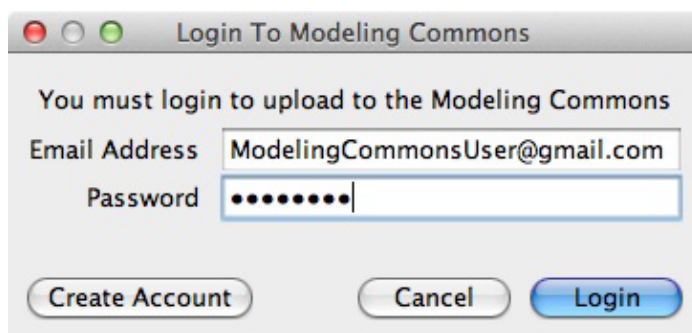 Login To Modeling Commons
You must login to upload to the Modeling Commons
Email Address ModelingCommonsUser@gmail.com
Password ••••••••
Create Account Cancel Login